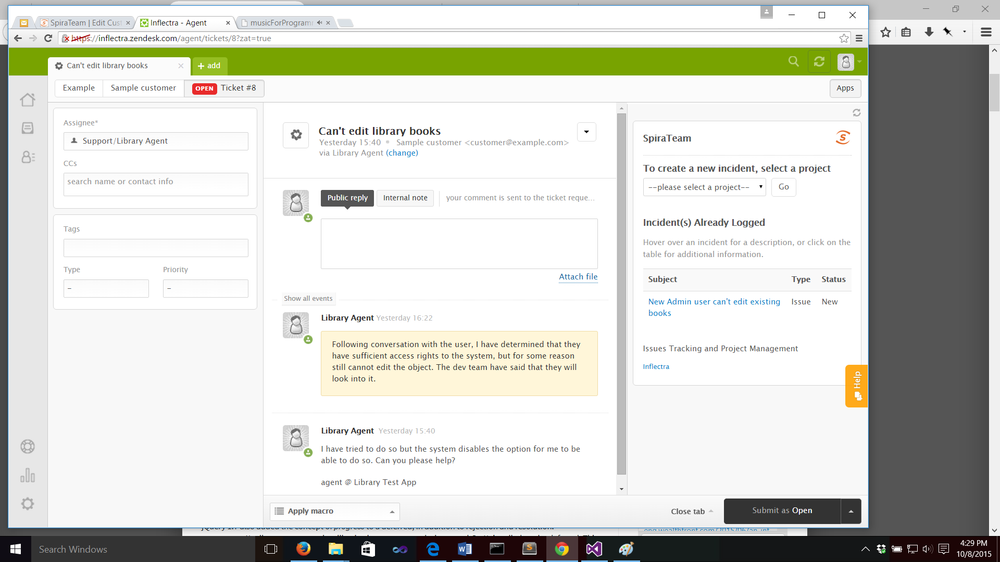 SpiraTeam | Edit Cust
Inflectra - Agent
musicForProgramm
https://inflectra.zendesk.com/agent/tickets/8?zat=true
Can't edit library books
+ add
Example
Sample customer
OPEN Ticket #8
Apps
Assignee*
Support/Library Agent
CCs
search name or contact info
Tags
Type
Priority
-
-
Can't edit library books
Yesterday 15:40 • Sample customer <customer@example.com>
via Library Agent (change)
Public reply
Internal note
your comment is sent to the ticket reque...
Attach file
Show all events
Library Agent Yesterday 16:22
Following conversation with the user, I have determined that they
have sufficient access rights to the system, but for some reason
still cannot edit the object. The dev team have said that they will
look into it.
Library Agent Yesterday 15:40
I have tried to do so but the system disables the option for me to be
able to do so. Can you please help?
agent @ Library Test App
Apply macro
Close tab
Submit as Open
SpiraTeam
To create a new incident, select a project
--please select a project--
Go
Incident(s) Already Logged
Hover over an incident for a description, or click on the
table for additional information.
Subject Type Status
New Admin user can't edit existing Issue New
books
Issues Tracking and Project Management
Inflectra
Help
Search Windows
4:29 PM
10/8/2015